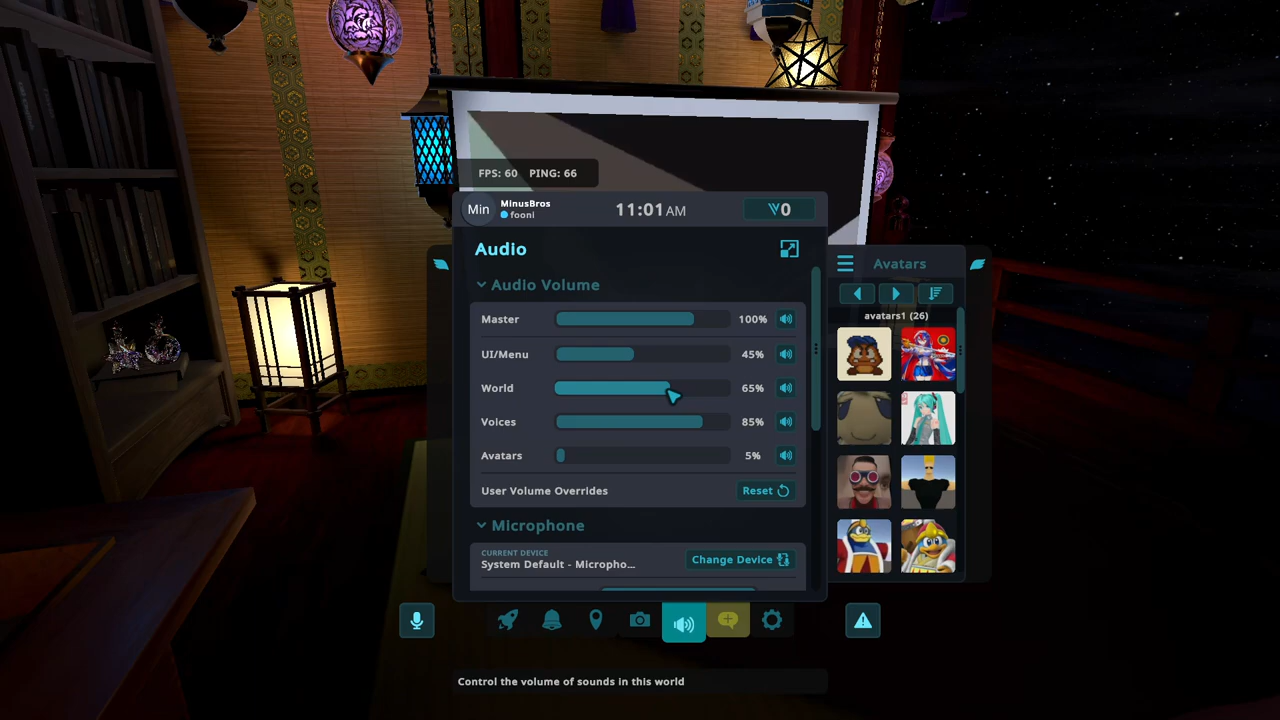 FPS: 60 PING: 66
Min
MinusBros
fooni
11:01 AM
0
Audio
Audio Volume
Master 100%
UI/Menu 45%
World 65%
Voices 85%
Avatars 5%
User Volume Overrides Reset
Microphone
CURRENT DEVICE
System Default - Micropho... Change Device
Avatars
avatars1 (26)
Control the volume of sounds in this world